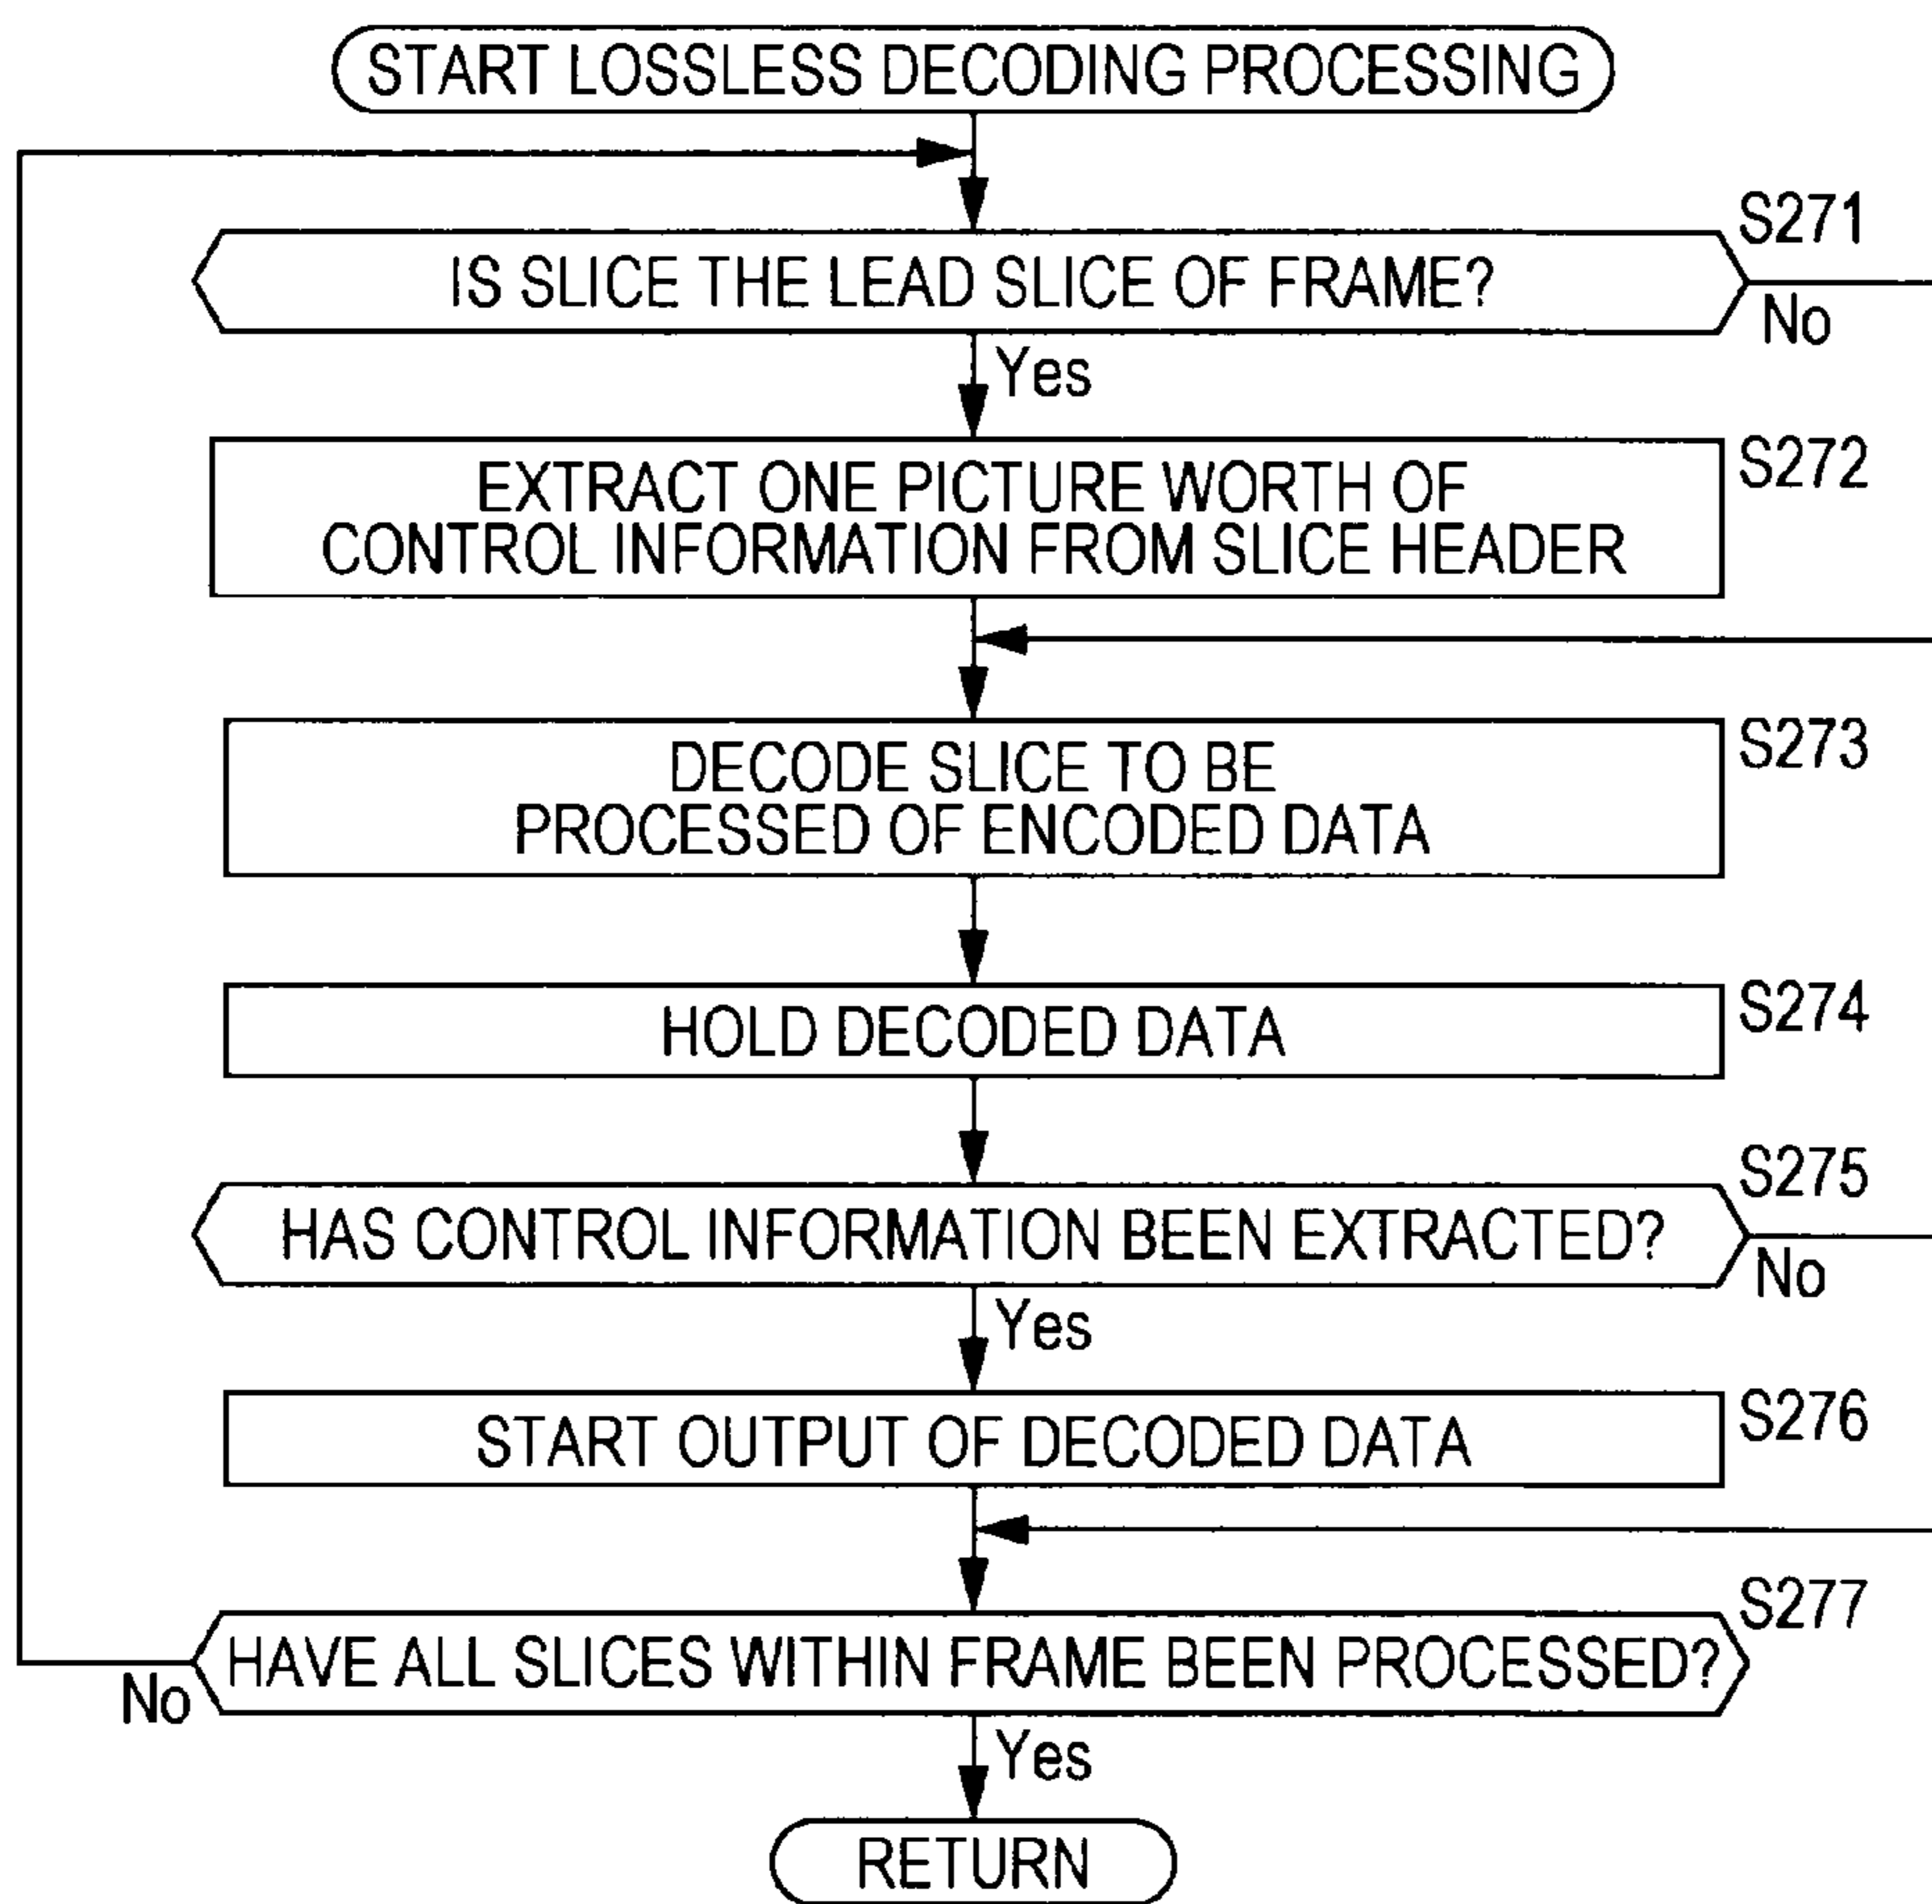 START LOSSLESS DECODING PROCESSING
S271
IS SLICE THE LEAD SLICE OF FRAME?
No
Yes
S272
EXTRACT ONE PICTURE WORTH OF
CONTROL INFORMATION FROM SLICE HEADER
S273
DECODE SLICE TO BE
PROCESSED OF ENCODED DATA
S274
HOLD DECODED DATA
S275
HAS CONTROL INFORMATION BEEN EXTRACTED?
No
Yes
S276
START OUTPUT OF DECODED DATA
S277
HAVE ALL SLICES WITHIN FRAME BEEN PROCESSED?
No
Yes
RETURN